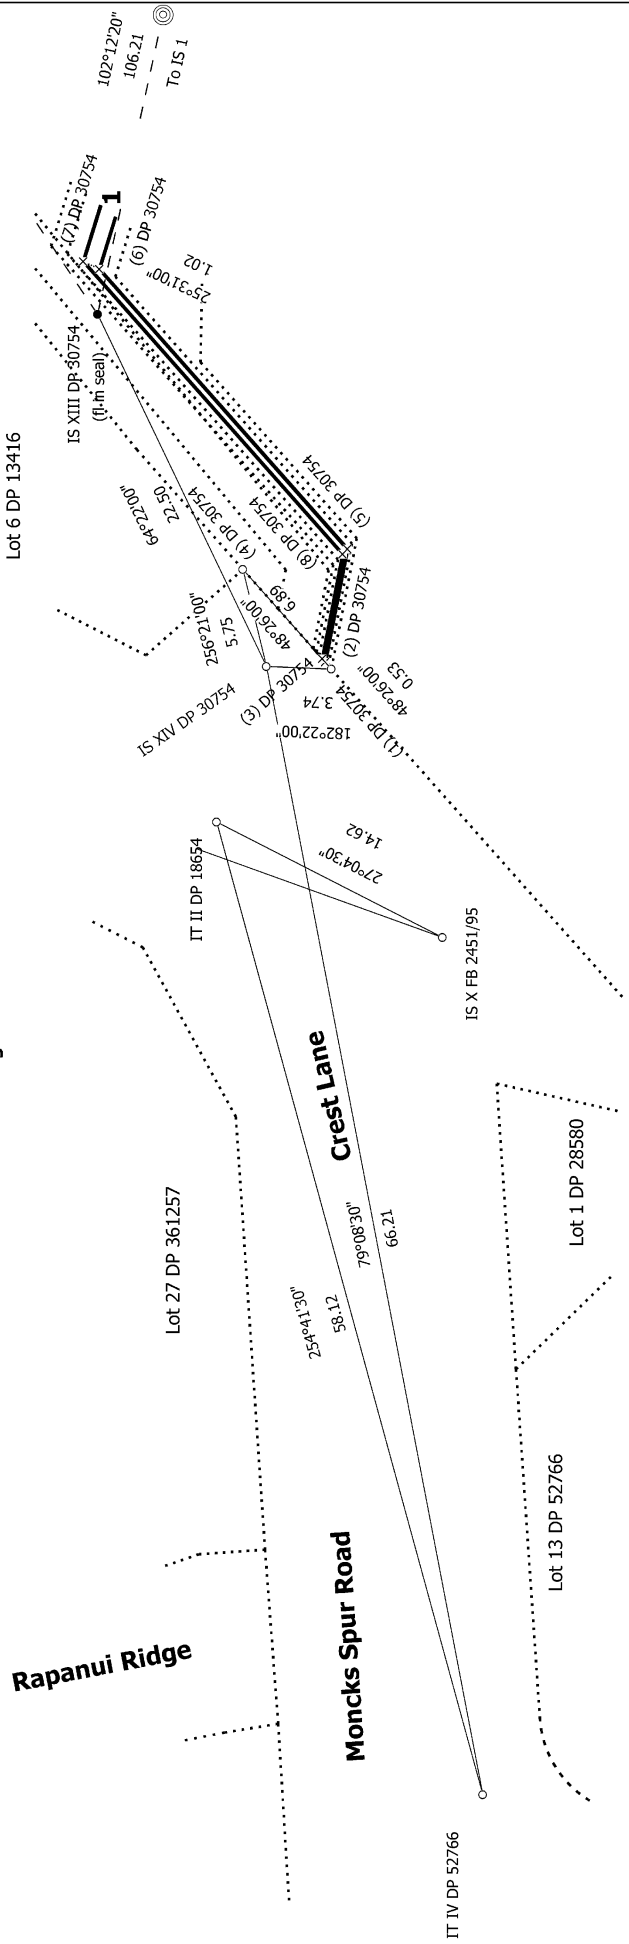 102°12'20"
106.21
To IS 1
(7) DP 30754
1
(6) DP 30754
1.02
25°31'00"
IS XIII DP 30754
(fl.in seal)
Lot 6 DP 13416
64°22'00"
22.50
(4) DP 30754
(8) DP 30754
(5) DP 30754
256°21'00"
5.75
48°26'00"
6.89
(2) DP 30754
(3) DP 30754
IS XIV DP 30754
3.74
182°22'00"
(1) DP 30754
48°26'00"
0.53
IT II DP 18654
14.62
27°04'30"
IS X FB 2451/95
Crest Lane
Lot 27 DP 361257
79°08'30"
66.21
Lot 1 DP 28580
254°41'30"
58.12
Lot 13 DP 52766
Rapanui Ridge
Moncks Spur Road
IT IV DP 52766